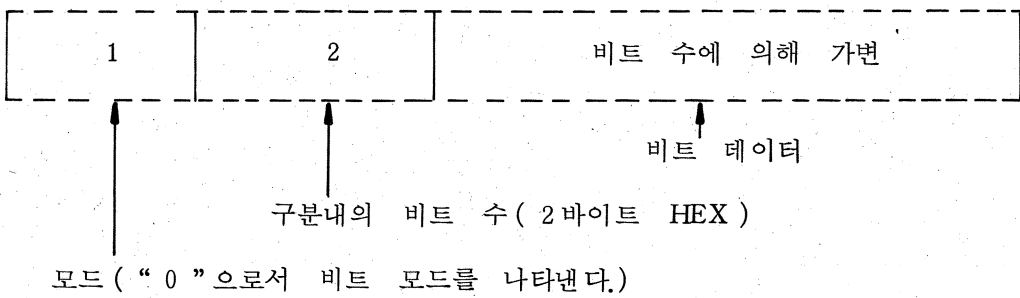 1 2 비트 수에 의해 가변
비트 데이터
구분내의 비트 수( 2바이트 HEX )
모드( “ 0 ”으로서 비트 모드를 나타낸다.)